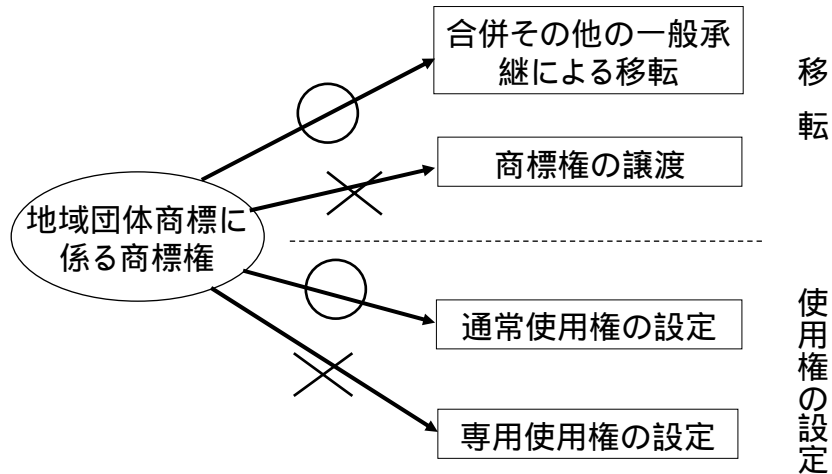 合併その他の一般承
継による移転
移
転
商標権の譲渡
地域団体商標に
係る商標権
通常使用権の設定
専用使用権の設定
使
用
権
の
設
定